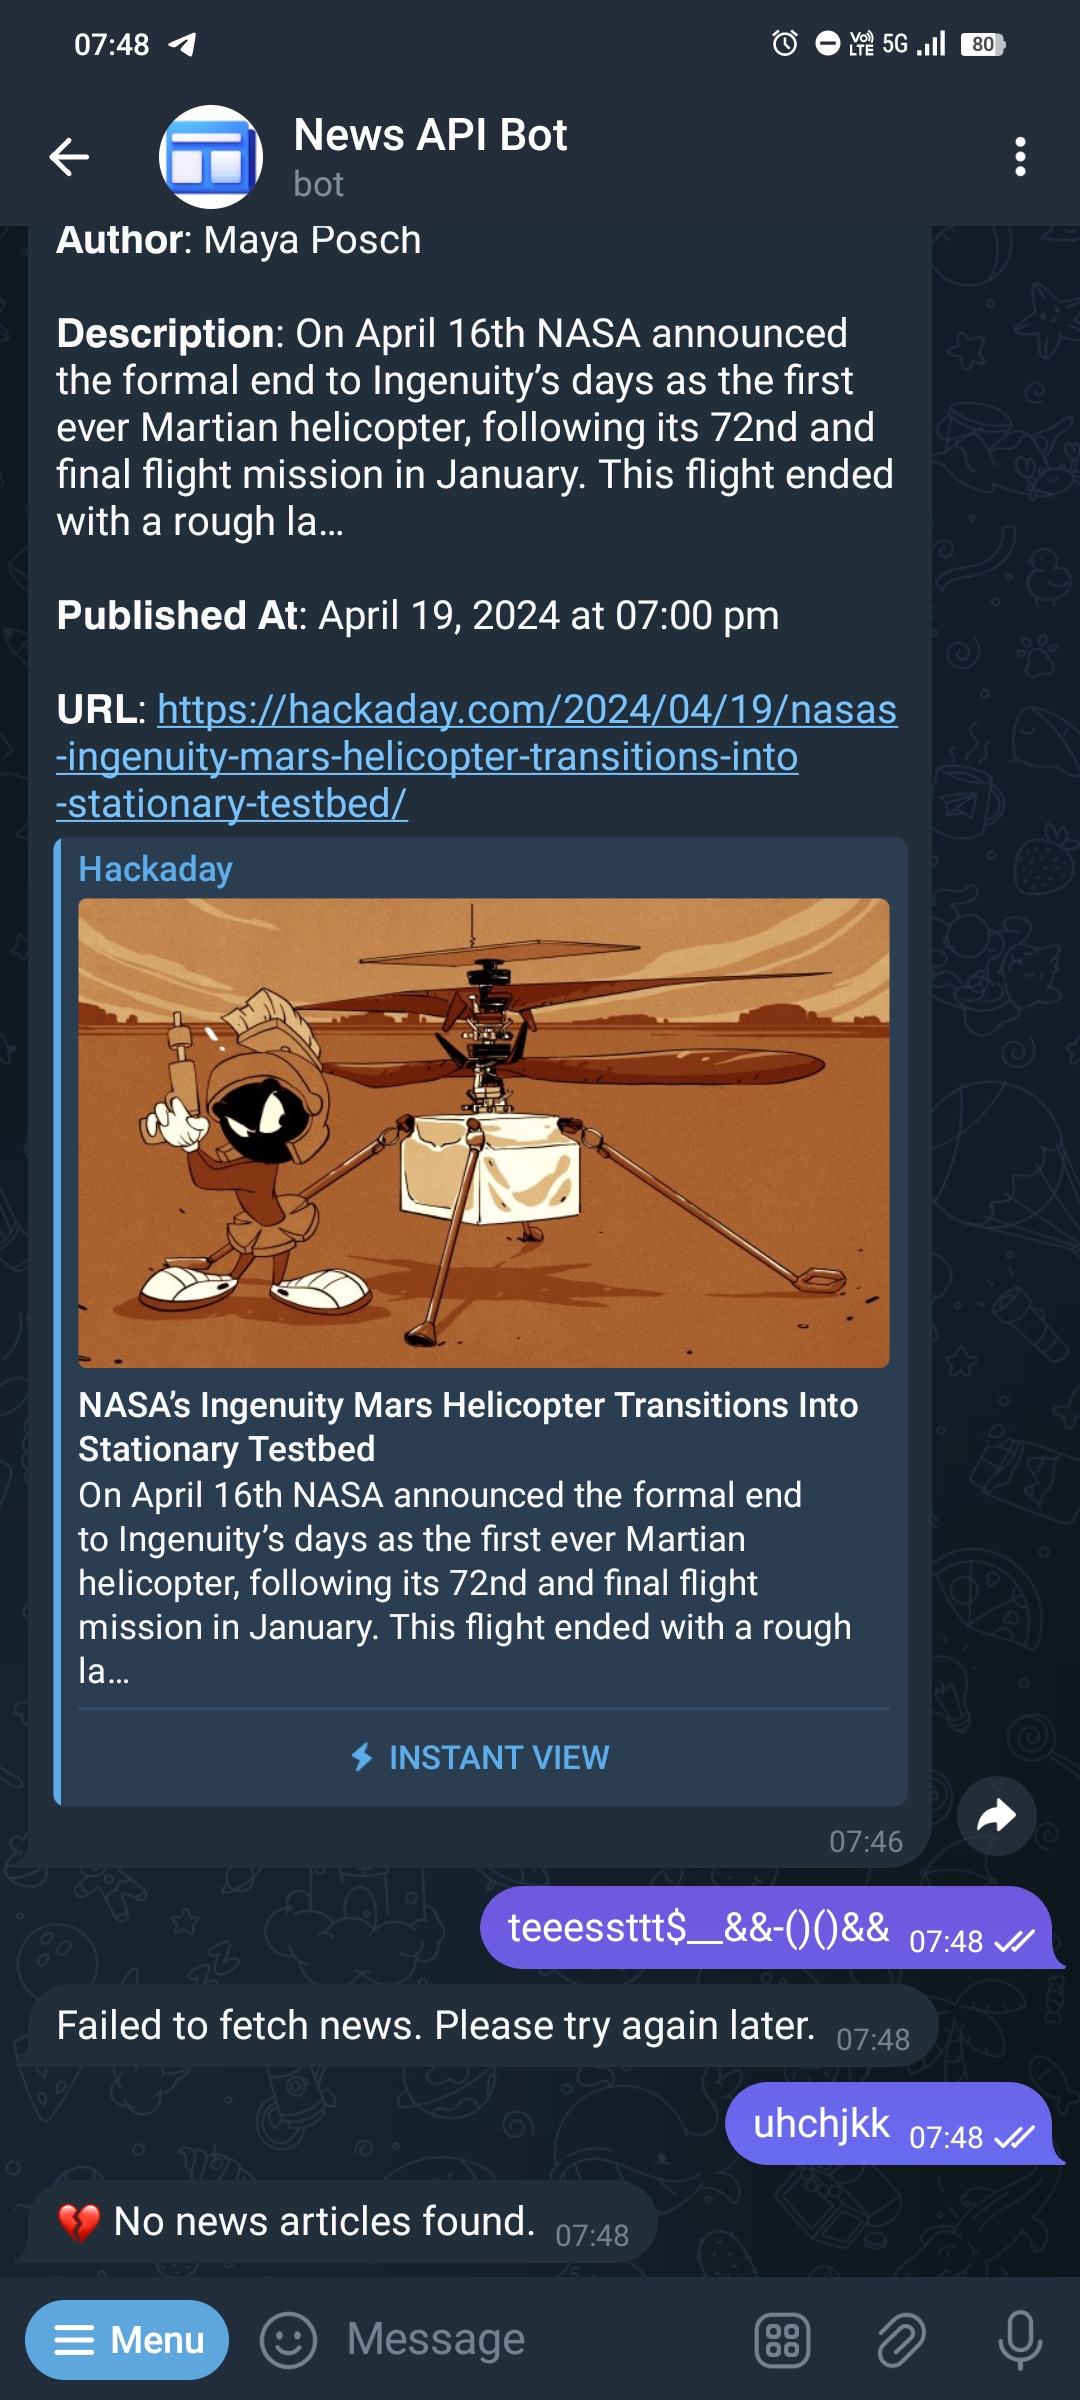 07:48
Vo)) LTE 5G 80
News API Bot
bot
Author: Maya Posch
Description: On April 16th NASA announced
the formal end to Ingenuity’s days as the first
ever Martian helicopter, following its 72nd and
final flight mission in January. This flight ended
with a rough la…
Published At: April 19, 2024 at 07:00 pm
URL: https://hackaday.com/2024/04/19/nasas
-ingenuity-mars-helicopter-transitions-into
-stationary-testbed/
Hackaday
NASA’s Ingenuity Mars Helicopter Transitions Into
Stationary Testbed
On April 16th NASA announced the formal end
to Ingenuity’s days as the first ever Martian
helicopter, following its 72nd and final flight
mission in January. This flight ended with a rough
la…
INSTANT VIEW
07:46
teeessttt$__&&-()()&& 07:48
Failed to fetch news. Please try again later. 07:48
uhchjkk 07:48
💔 No news articles found. 07:48
Menu Message